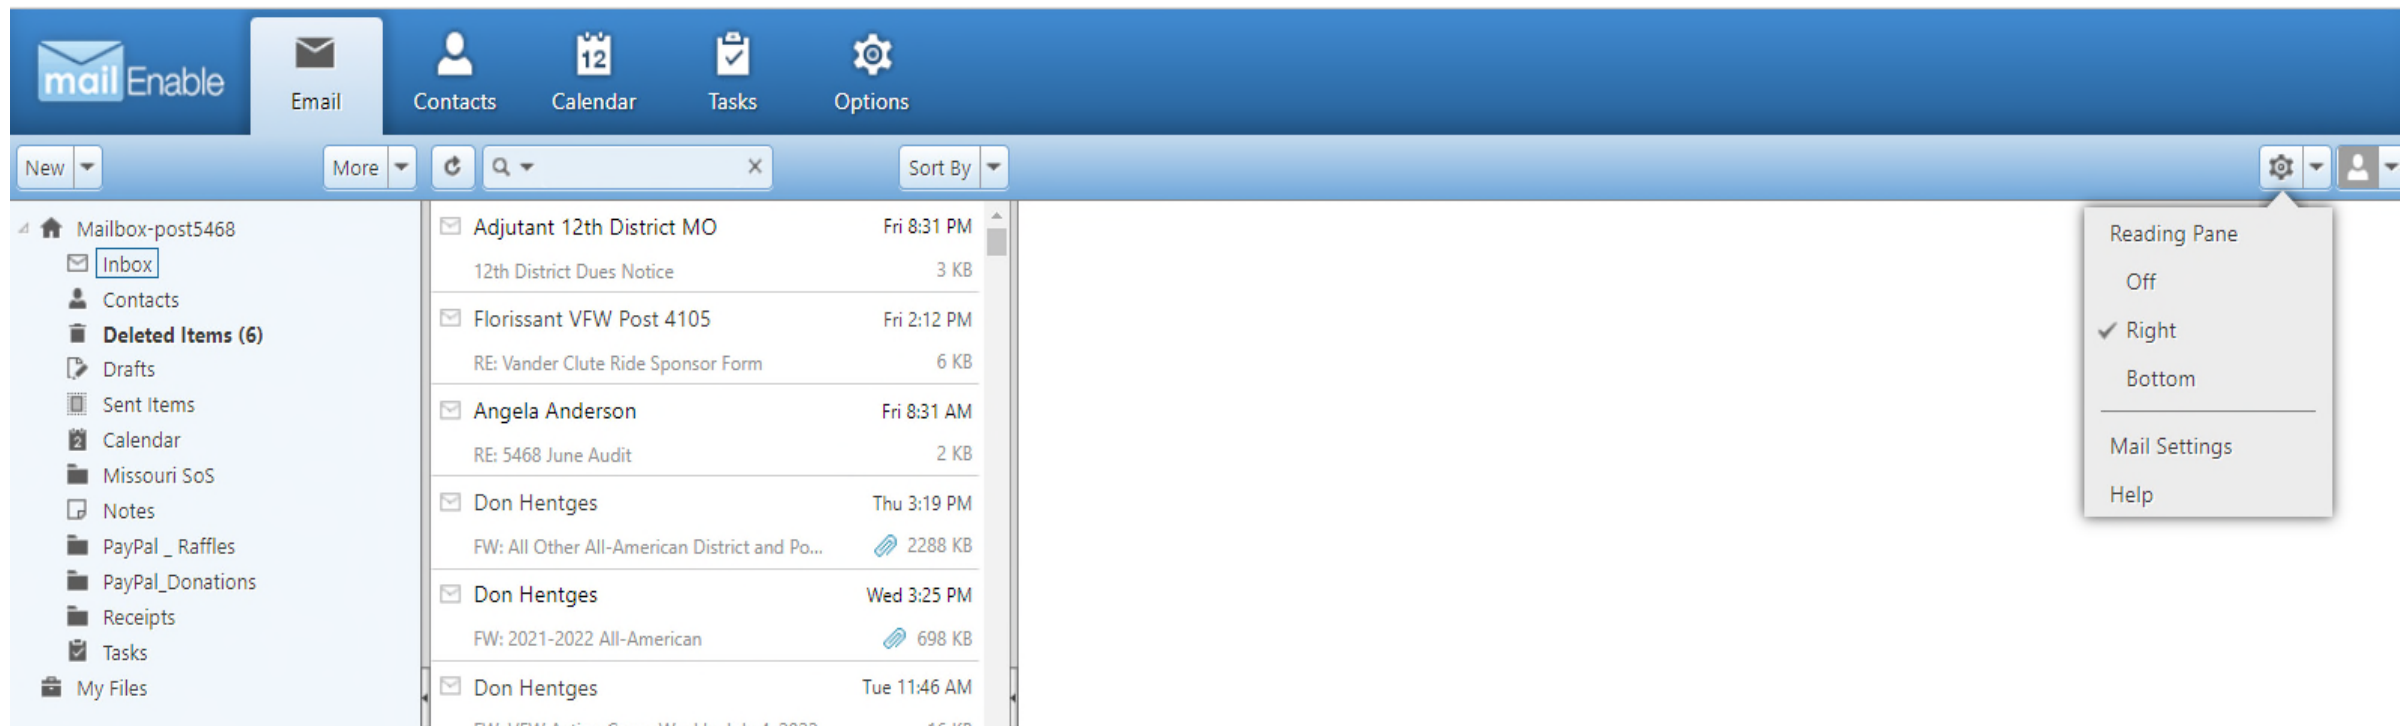 mail Enable
Email
Contacts
12
Calendar
Tasks
Options
New
More
Sort By
Mailbox-post5468
Inbox
Contacts
Deleted Items (6)
Drafts
Sent Items
2
Calendar
Missouri SoS
Notes
PayPal _ Raffles
PayPal_Donations
Receipts
Tasks
My Files
Adjutant 12th District MO Fri 8:31 PM
12th District Dues Notice 3 KB
Florissant VFW Post 4105 Fri 2:12 PM
RE: Vander Clute Ride Sponsor Form 6 KB
Angela Anderson Fri 8:31 AM
RE: 5468 June Audit 2 KB
Don Hentges Thu 3:19 PM
FW: All Other All-American District and Po... 2288 KB
Don Hentges Wed 3:25 PM
FW: 2021-2022 All-American 698 KB
Don Hentges Tue 11:46 AM
Reading Pane
Off
Right
Bottom
Mail Settings
Help